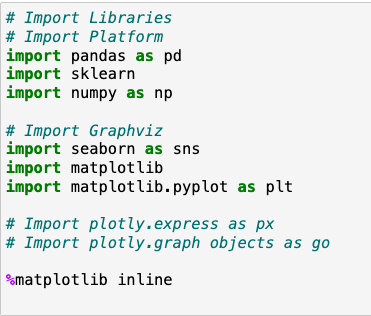 # Import Libraries
# Import Platform
import pandas as pd
import sklearn
import numpy as np
# Import Graphviz
import seaborn as sns
import matplotlib
import matplotlib.pyplot as plt
# Import plotly.express as px
# Import plotly.graph objects as go
%matplotlib inline